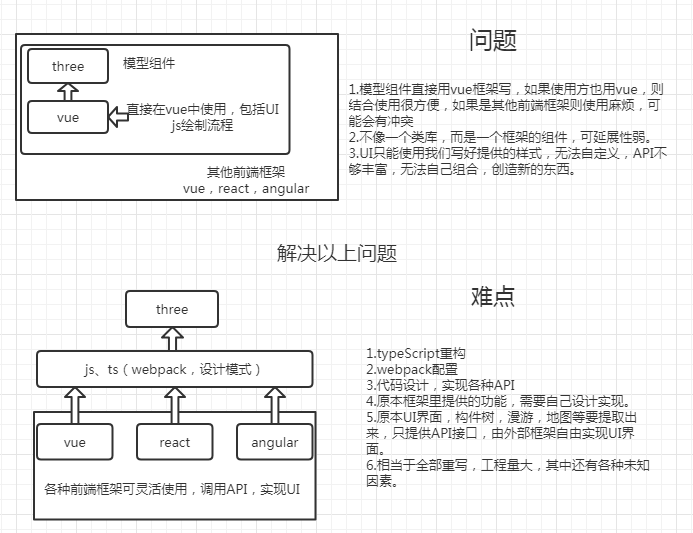 问题
three
模型组件
vue
直接在vue中使用，包括UI
js绘制流程
其他前端框架
vue，react，angular
1.模型组件直接用vue框架写，如果使用方也用vue，则
结合使用很方便，如果是其他前端框架则使用麻烦，可
能会有冲突
2.不像一个类库，而是一个框架的组件，可延展性弱。
3.UI只能使用我们写好提供的样式，无法自定义，API不
够丰富，无法自己组合，创造新的东西。
解决以上问题
难点
three
js、ts（webpack，设计模式）
vue
react
angular
各种前端框架可灵活使用，调用API，实现UI
1.typeScript重构
2.webpack配置
3.代码设计，实现各种API
4.原本框架里提供的功能，需要自己设计实现。
5.原本UI界面，构件树，漫游，地图等要提取出
来，只提供API接口，由外部框架自由实现UI界
面。
6.相当于全部重写，工程量大，其中还有各种未知
因素。